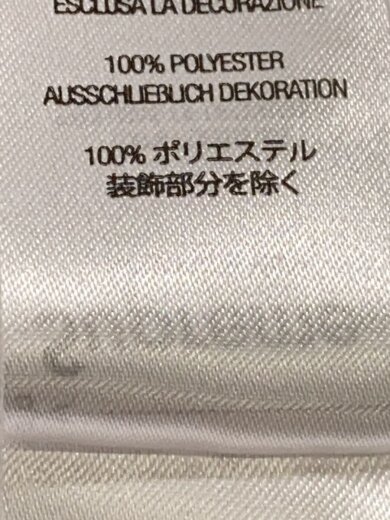 ESCLUSA LA DECORAZIONE
100% POLYESTER
AUSSCHLIEBLICH DEKORATION
100% ポリエステル
装飾部分を除く